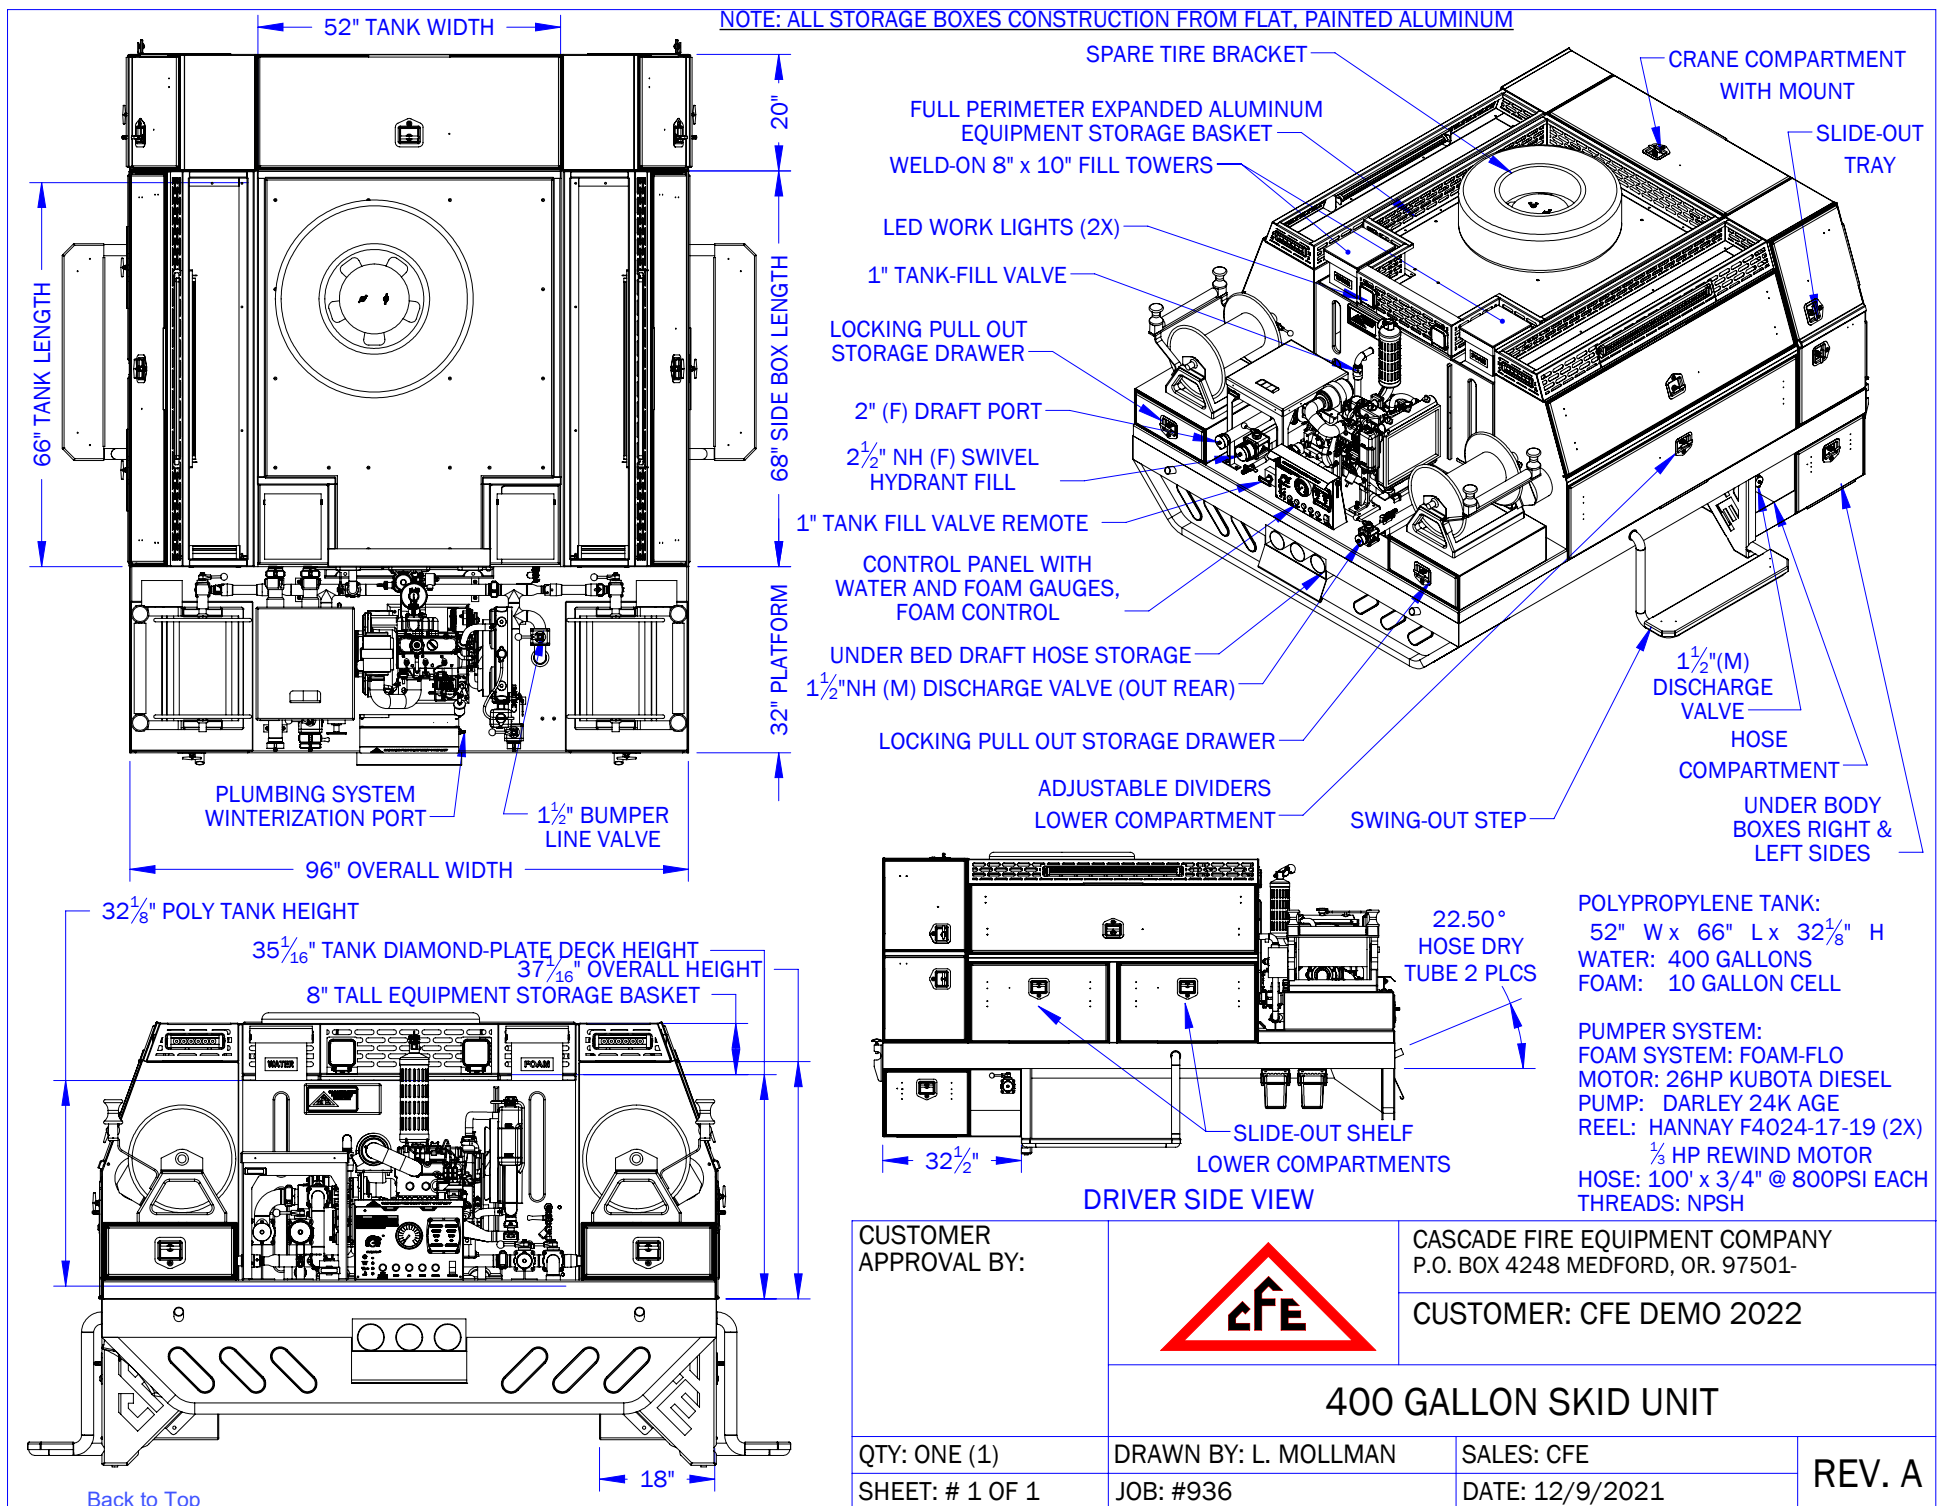 NOTE: ALL STORAGE BOXES CONSTRUCTION FROM FLAT, PAINTED ALUMINUM
52" TANK WIDTH
20"
66" TANK LENGTH
68" SIDE BOX LENGTH
32" PLATFORM
PLUMBING SYSTEM
WINTERIZATION PORT
1½" BUMPER
LINE VALVE
96" OVERALL WIDTH
SPARE TIRE BRACKET
FULL PERIMETER EXPANDED ALUMINUM
EQUIPMENT STORAGE BASKET
WELD-ON 8" x 10" FILL TOWERS
LED WORK LIGHTS (2X)
1" TANK-FILL VALVE
LOCKING PULL OUT
STORAGE DRAWER
2" (F) DRAFT PORT
2½" NH (F) SWIVEL
HYDRANT FILL
1" TANK FILL VALVE REMOTE
CONTROL PANEL WITH
WATER AND FOAM GAUGES,
FOAM CONTROL
UNDER BED DRAFT HOSE STORAGE
1½"NH (M) DISCHARGE VALVE (OUT REAR)
LOCKING PULL OUT STORAGE DRAWER
ADJUSTABLE DIVIDERS
LOWER COMPARTMENT
CRANE COMPARTMENT
WITH MOUNT
SLIDE-OUT
TRAY
1½"(M)
DISCHARGE
VALVE
HOSE
COMPARTMENT
SWING-OUT STEP
UNDER BODY
BOXES RIGHT &
LEFT SIDES
32⅛" POLY TANK HEIGHT
35 1/16" TANK DIAMOND-PLATE DECK HEIGHT
37 1/16" OVERALL HEIGHT
8" TALL EQUIPMENT STORAGE BASKET
WATER
FOAM
18"
22.50°
HOSE DRY
TUBE 2 PLCS
SLIDE-OUT SHELF
LOWER COMPARTMENTS
32½"
DRIVER SIDE VIEW
POLYPROPYLENE TANK:
52" W x 66" L x 32⅛" H
WATER: 400 GALLONS
FOAM: 10 GALLON CELL
PUMPER SYSTEM:
FOAM SYSTEM: FOAM-FLO
MOTOR: 26HP KUBOTA DIESEL
PUMP: DARLEY 24K AGE
REEL: HANNAY F4024-17-19 (2X)
⅓ HP REWIND MOTOR
HOSE: 100' x 3/4" @ 800PSI EACH
THREADS: NPSH
CUSTOMER
APPROVAL BY:
CFE
CASCADE FIRE EQUIPMENT COMPANY
P.O. BOX 4248 MEDFORD, OR. 97501-
CUSTOMER: CFE DEMO 2022
400 GALLON SKID UNIT
QTY: ONE (1)
DRAWN BY: L. MOLLMAN
SALES: CFE
REV. A
SHEET: # 1 OF 1
JOB: #936
DATE: 12/9/2021
Back to Top